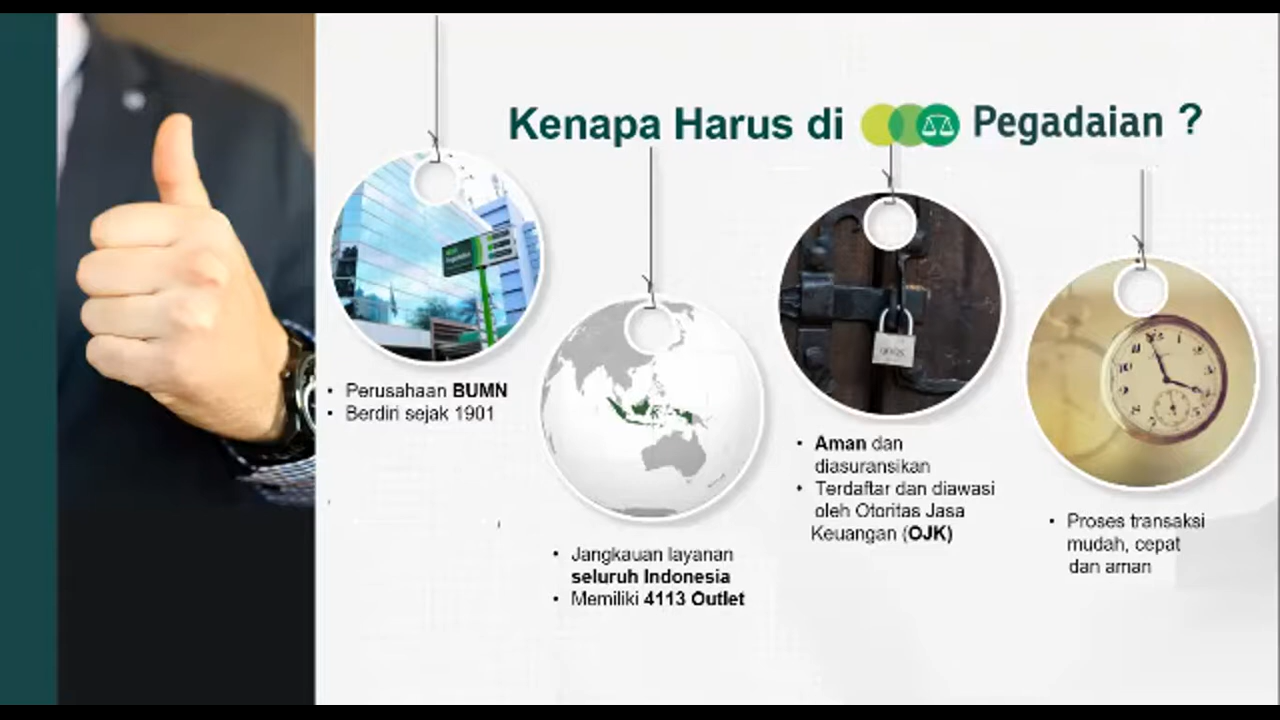 Kenapa Harus di Pegadaian ?
• Perusahaan BUMN
• Berdiri sejak 1901
• Jangkauan layanan
seluruh Indonesia
• Memiliki 4113 Outlet
• Aman dan
diasuransikan
• Terdaftar dan diawasi
oleh Otoritas Jasa
Keuangan (OJK)
• Proses transaksi
mudah, cepat
dan aman